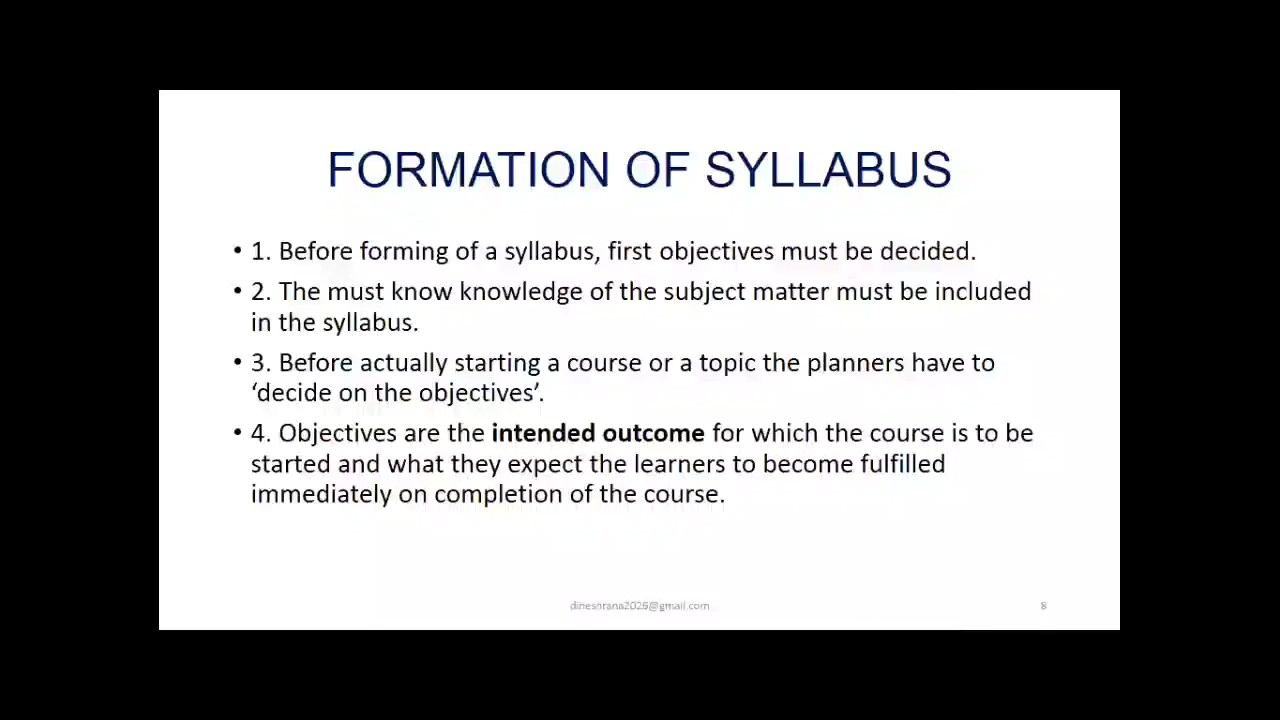 FORMATION OF SYLLABUS
• 1. Before forming of a syllabus, first objectives must be decided.
• 2. The must know knowledge of the subject matter must be included
in the syllabus.
• 3. Before actually starting a course or a topic the planners have to
‘decide on the objectives’.
• 4. Objectives are the intended outcome for which the course is to be
started and what they expect the learners to become fulfilled
immediately on completion of the course.
dineshrana2026@gmail.com
8